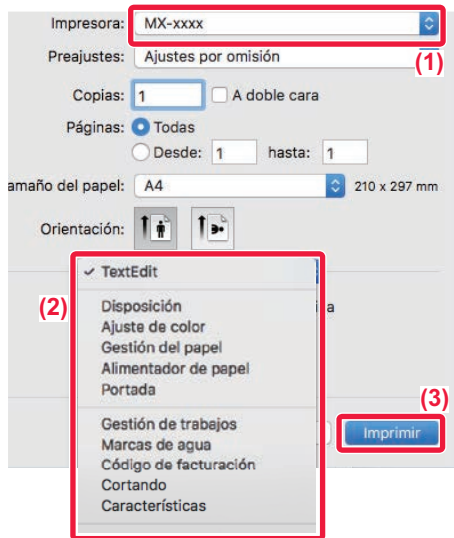 Impresora: MX-xxxx
(1)
Preajustes: Ajustes por omisión
Copias: 1 A doble cara
Páginas: Todas
Desde: 1 hasta: 1
amaño del papel: A4 210 x 297 mm
Orientación:
(2)
✓ TextEdit
Disposición
Ajuste de color
Gestión del papel
Alimentador de papel
Portada
Gestión de trabajos
Marcas de agua
Código de facturación
Cortando
Características
(3)
Imprimir